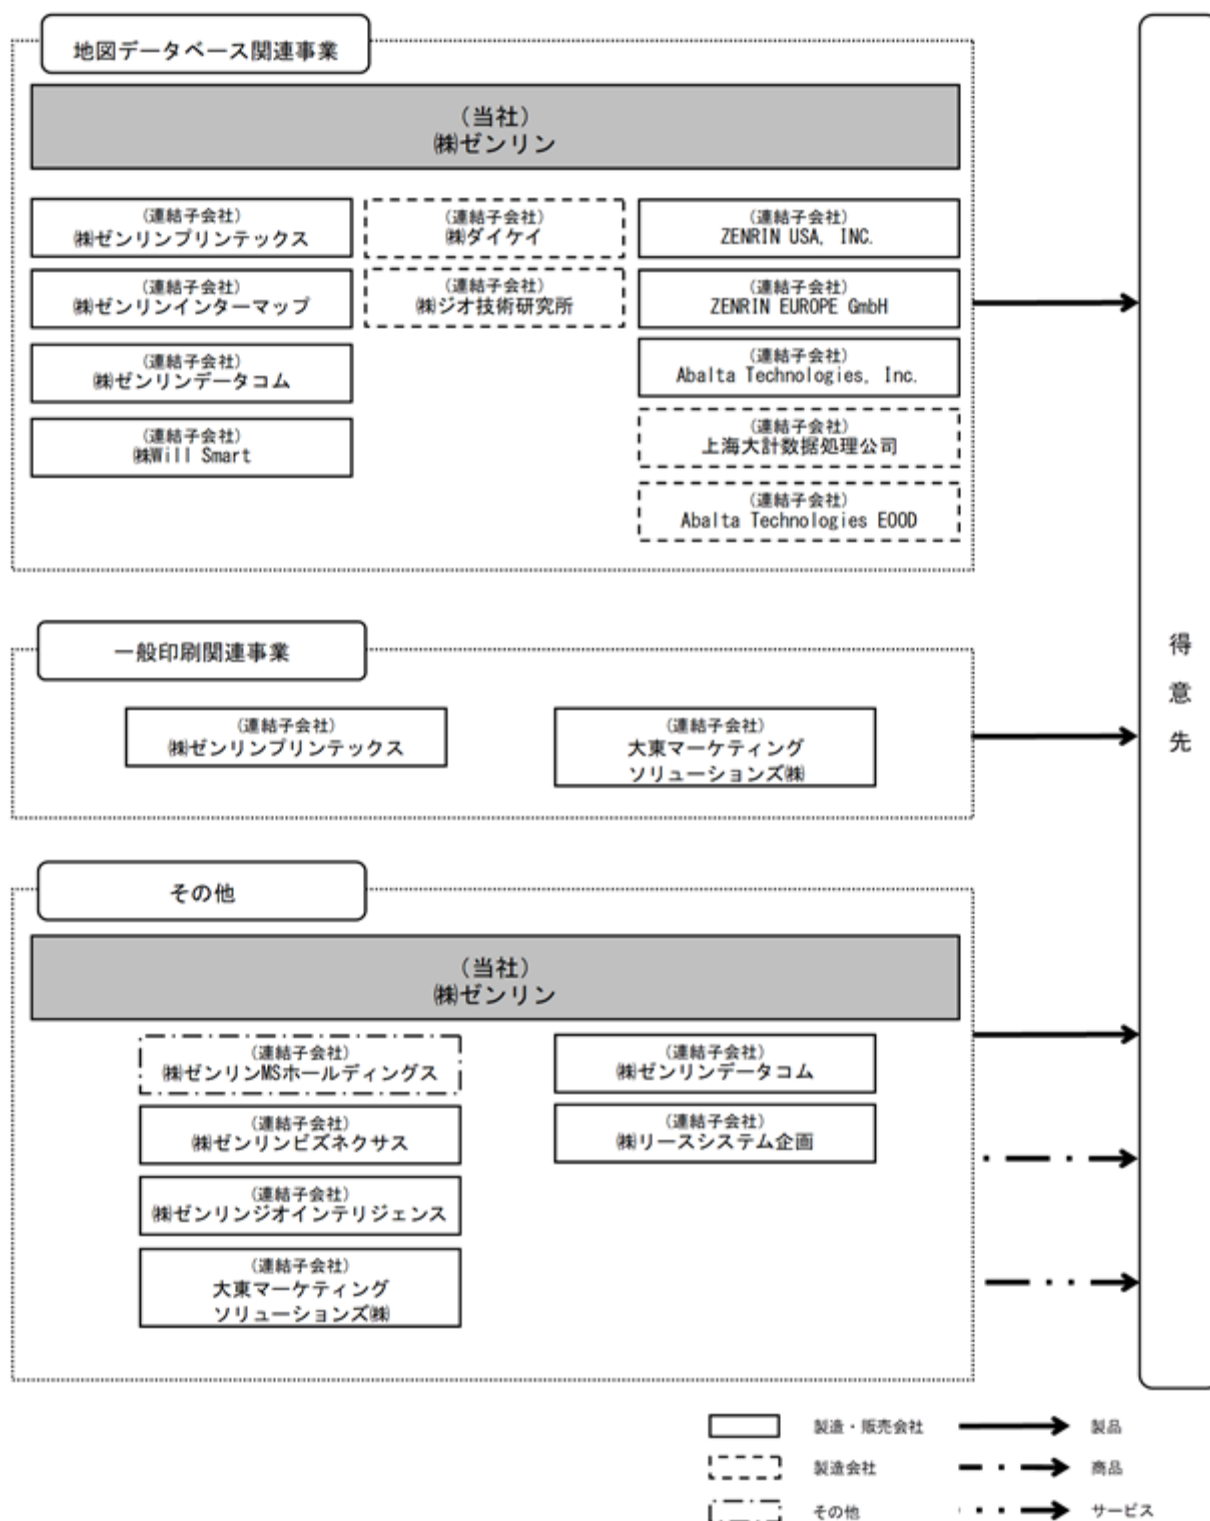 地図データベース関連事業
（当社）
㈱ゼンリン
（連結子会社）
㈱ゼンリンプリンテックス
（連結子会社）
㈱ダイケイ
（連結子会社）
ZENRIN USA, INC.
（連結子会社）
㈱ゼンリンインターマップ
（連結子会社）
㈱ジオ技術研究所
（連結子会社）
ZENRIN EUROPE GmbH
（連結子会社）
㈱ゼンリンデータコム
（連結子会社）
Abalta Technologies, Inc.
（連結子会社）
㈱Will Smart
（連結子会社）
上海大計数据処理公司
（連結子会社）
Abalta Technologies EOOD
一般印刷関連事業
（連結子会社）
㈱ゼンリンプリンテックス
（連結子会社）
大東マーケティング
ソリューションズ㈱
得
意
先
その他
（当社）
㈱ゼンリン
（連結子会社）
㈱ゼンリンMSホールディングス
（連結子会社）
㈱ゼンリンデータコム
（連結子会社）
㈱ゼンリンビズネクサス
（連結子会社）
㈱リースシステム企画
（連結子会社）
㈱ゼンリンジオインテリジェンス
（連結子会社）
大東マーケティング
ソリューションズ㈱
製造・販売会社
製品
製造会社
商品
その他
サービス